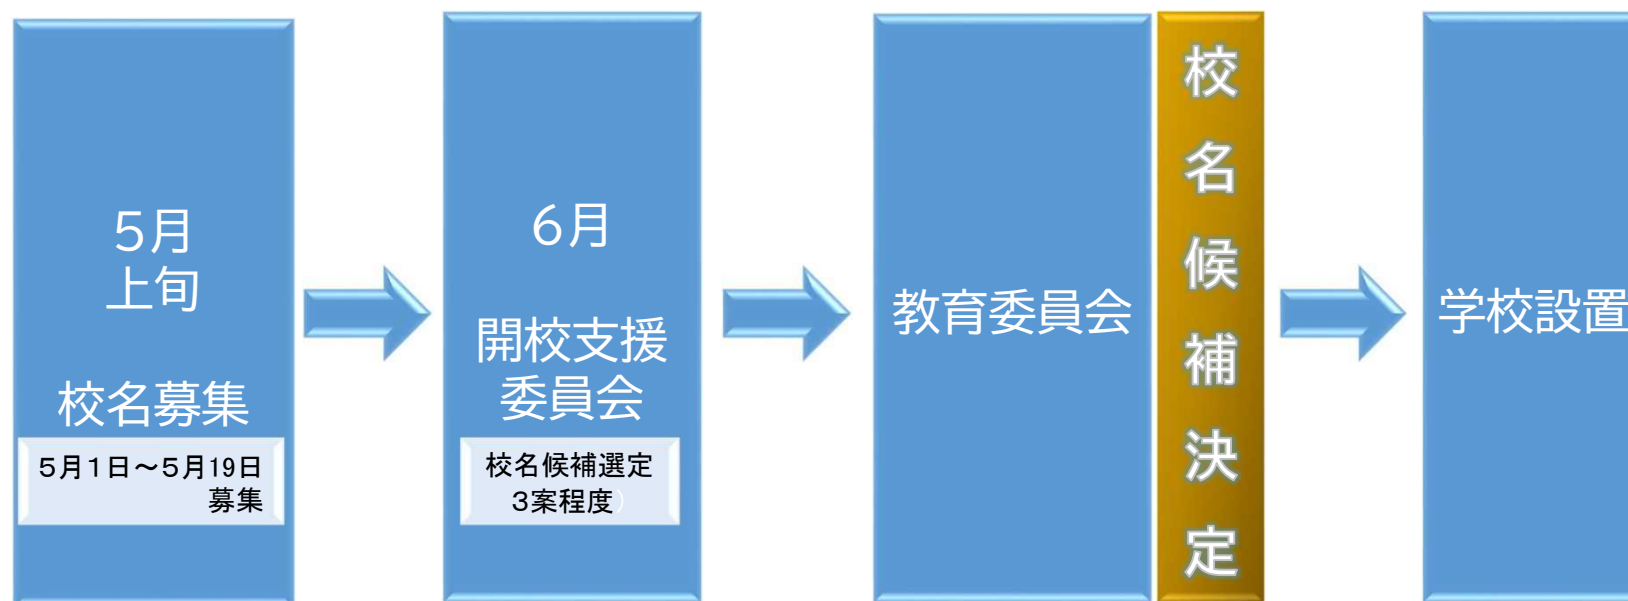 ５月
上旬
校名募集
５月１日～５月19日
募集
６月
開校支援
委員会
校名候補選定
３案程度）
教育委員会
校名候補決定
学校設置